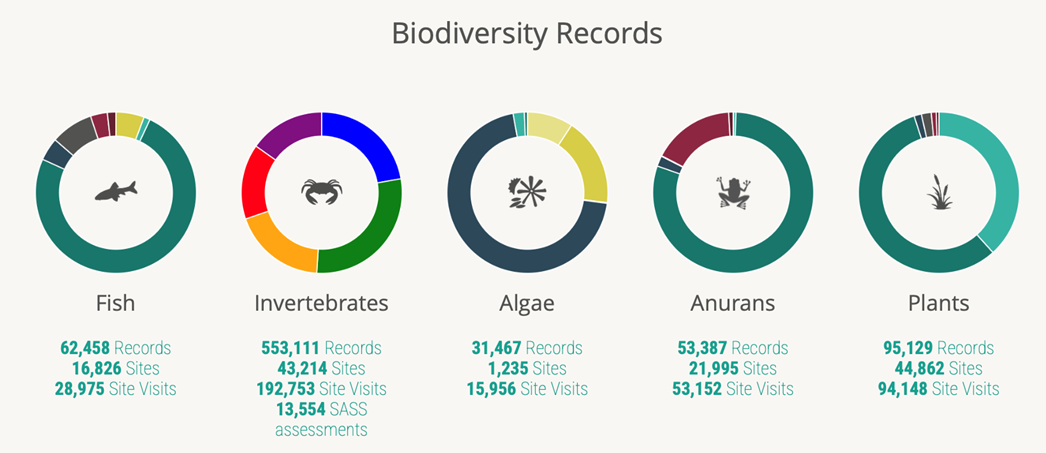 Biodiversity Records
Fish
62,458 Records
16,826 Sites
28,975 Site Visits
Invertebrates
553,111 Records
43,214 Sites
192,753 Site Visits
13,554 SASS
assessments
Algae
31,467 Records
1,235 Sites
15,956 Site Visits
Anurans
53,387 Records
21,995 Sites
53,152 Site Visits
Plants
95,129 Records
44,862 Sites
94,148 Site Visits